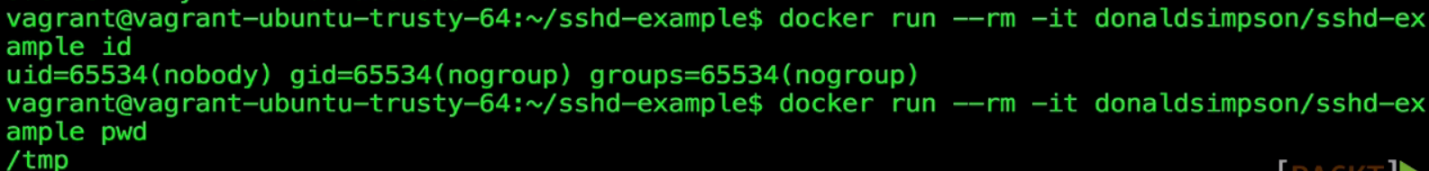 vagrant@vagrant-ubuntu-trusty-64:~/sshd-example$ docker run --rm -it donaldsimpson/sshd-ex
ample id
uid=65534(nobody) gid=65534(nogroup) groups=65534(nogroup)
vagrant@vagrant-ubuntu-trusty-64:~/sshd-example$ docker run --rm -it donaldsimpson/sshd-ex
ample pwd
/tmp